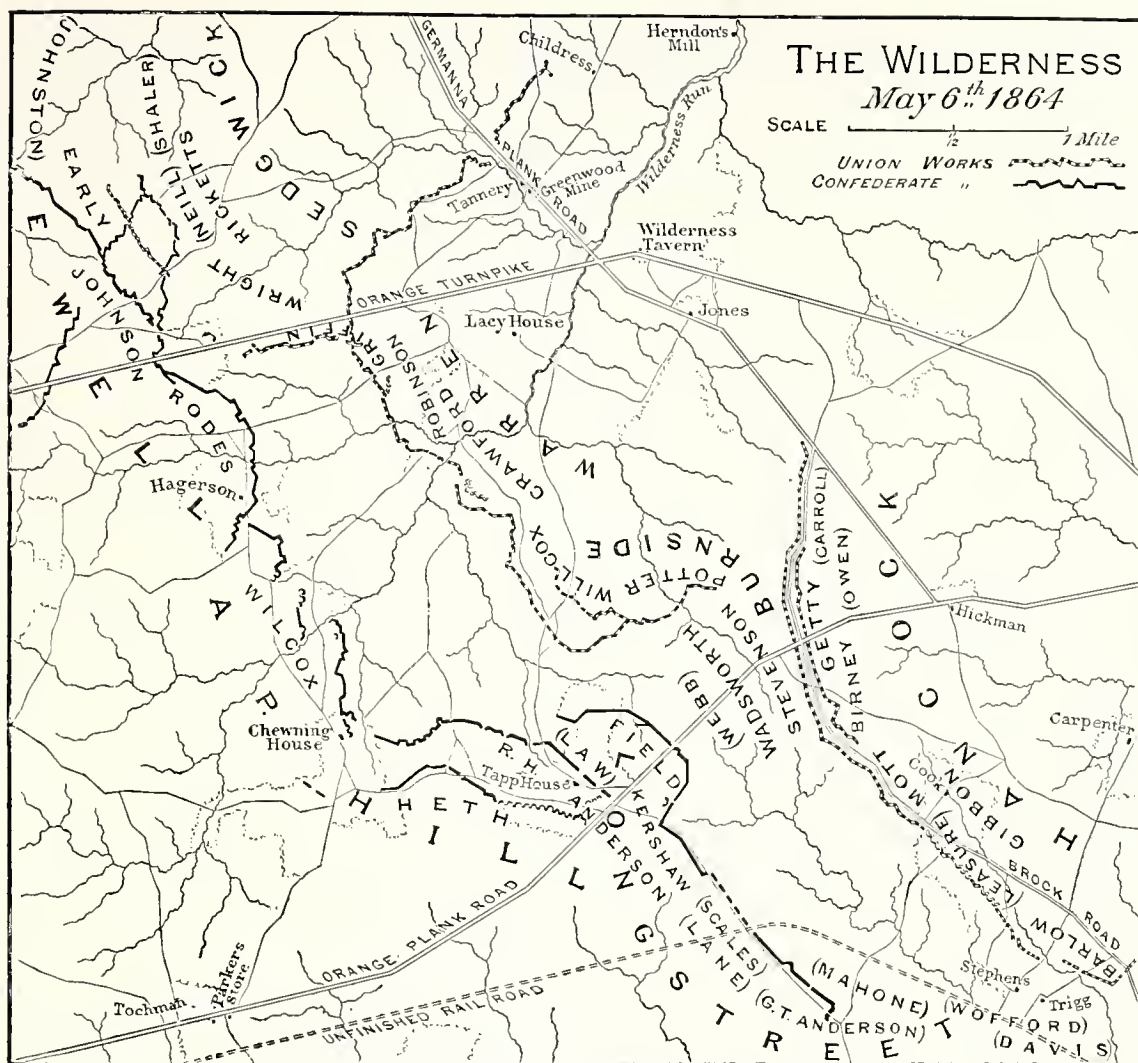 THE WILDERNESS
May 6th 1864
SCALE ½ 1 Mile
UNION WORKS
CONFEDERATE "
(JOHNSTON)
EARLY
(SHALER)
(NEILL)
RICKETTS
SEDGWICK
WRIGHT
JOHNSON
EWELL
RODES
GERMANNA
PLANK
ROAD
Childress
Herndon's
Mill
Wilderness Run
Tannery
Greenwood
Mine
Wilderness
Tavern
ORANGE TURNPIKE
Lacy House
Jones
GRIFFIN
ROBINSON
CRAWFORD
WARREN
Hagerson
CRAWFORD
WILL-COX
POTTER
BURNSIDE
STEVENSON
WADSWORTH
(WEBB)
(CARROLL)
GETTY
(OWEN)
BIRNEY
HANCOCK
Hickman
Carpenter
WILCOX
A. P. HILL
Chewning
House
HETH
Tapp House
R. H. ANDERSON
(LAW)
FIELD
KERSHAW
LONGSTREET
(SCALES)
(LANE)
(G.T. ANDERSON)
(MAHONE)
(WOFFORD)
(DAVIS)
MOTT
Cook
GIBBON
(LEASURE)
BARLOW
BROCK
ROAD
Stephens
Trigg
ORANGE PLANK ROAD
UNFINISHED RAIL ROAD
Parkers
Store
Tochman